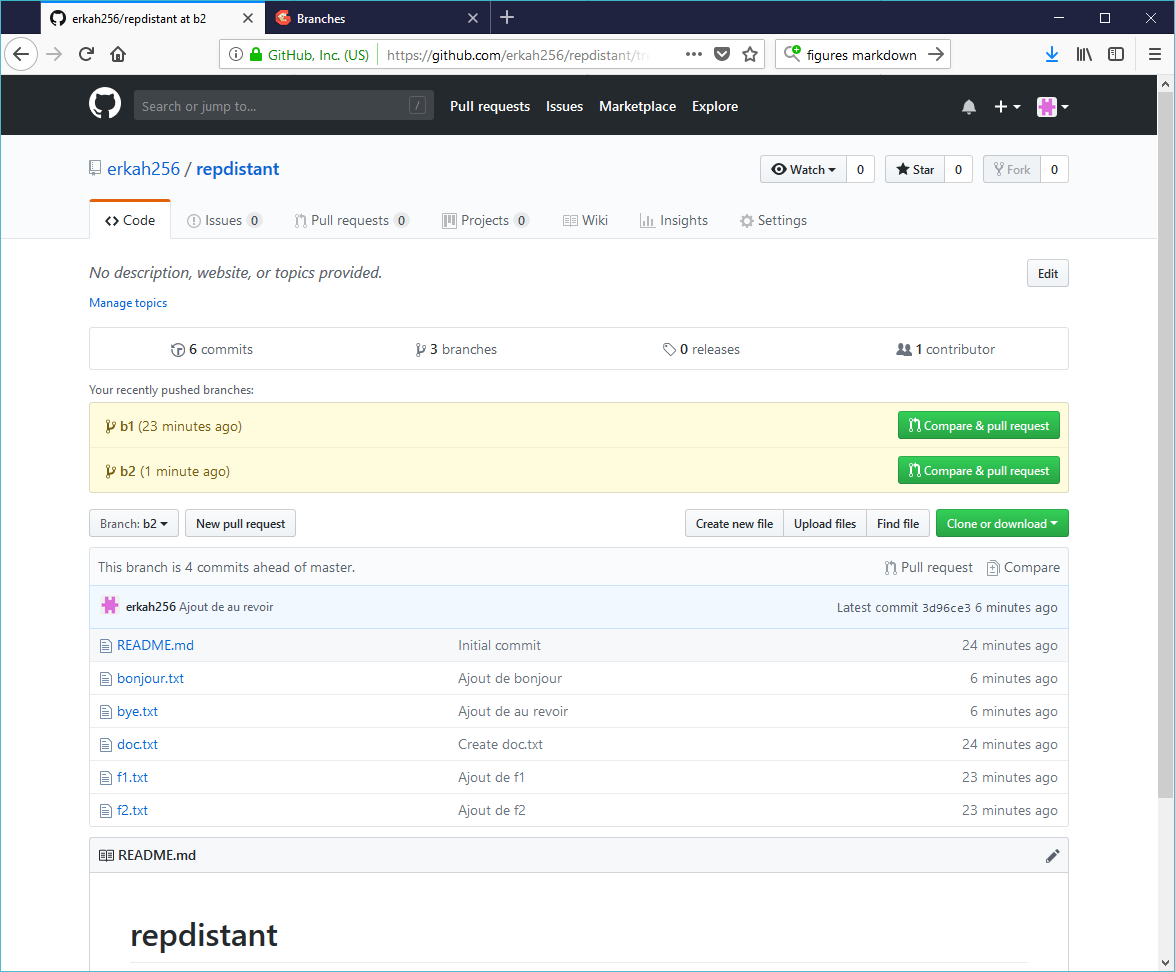 erkah256/repdistant at b2
Branches
GitHub, Inc. (US) https://github.com/erkah256/repdistant/tr
figures markdown
Search or jump to... /
Pull requests Issues Marketplace Explore
erkah256 / repdistant
Watch 0 Star 0 Fork 0
Code Issues 0 Pull requests 0 Projects 0 Wiki Insights Settings
No description, website, or topics provided. Edit
Manage topics
6 commits 3 branches 0 releases 1 contributor
Your recently pushed branches:
b1 (23 minutes ago) Compare & pull request
b2 (1 minute ago) Compare & pull request
Branch: b2 New pull request Create new file Upload files Find file Clone or download
This branch is 4 commits ahead of master. Pull request Compare
erkah256 Ajout de au revoir Latest commit 3d96ce3 6 minutes ago
README.md Initial commit 24 minutes ago
bonjour.txt Ajout de bonjour 6 minutes ago
bye.txt Ajout de au revoir 6 minutes ago
doc.txt Create doc.txt 24 minutes ago
f1.txt Ajout de f1 23 minutes ago
f2.txt Ajout de f2 23 minutes ago
README.md
repdistant